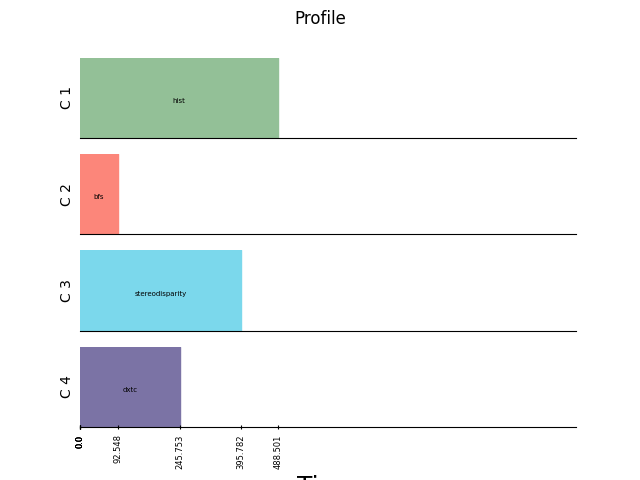 Profile
C 1
hist
C 2
bfs
C 3
stereodisparity
C 4
dxtc
0.0
92.548
245.753
395.782
488.501